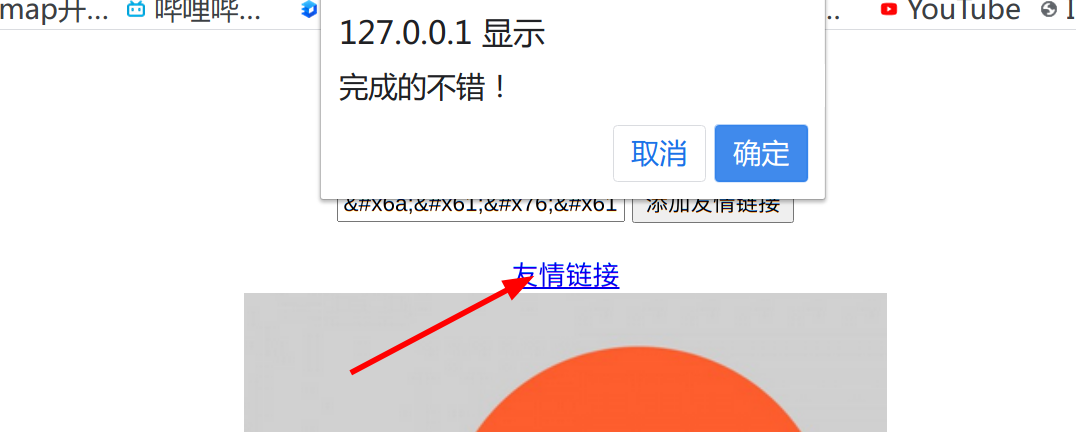 map开... 哔哩哔... .. YouTube
127.0.0.1 显示
完成的不错！
取消 确定
&#x6a;&#x61;&#x76;&#x61 添加友情链接
友情链接